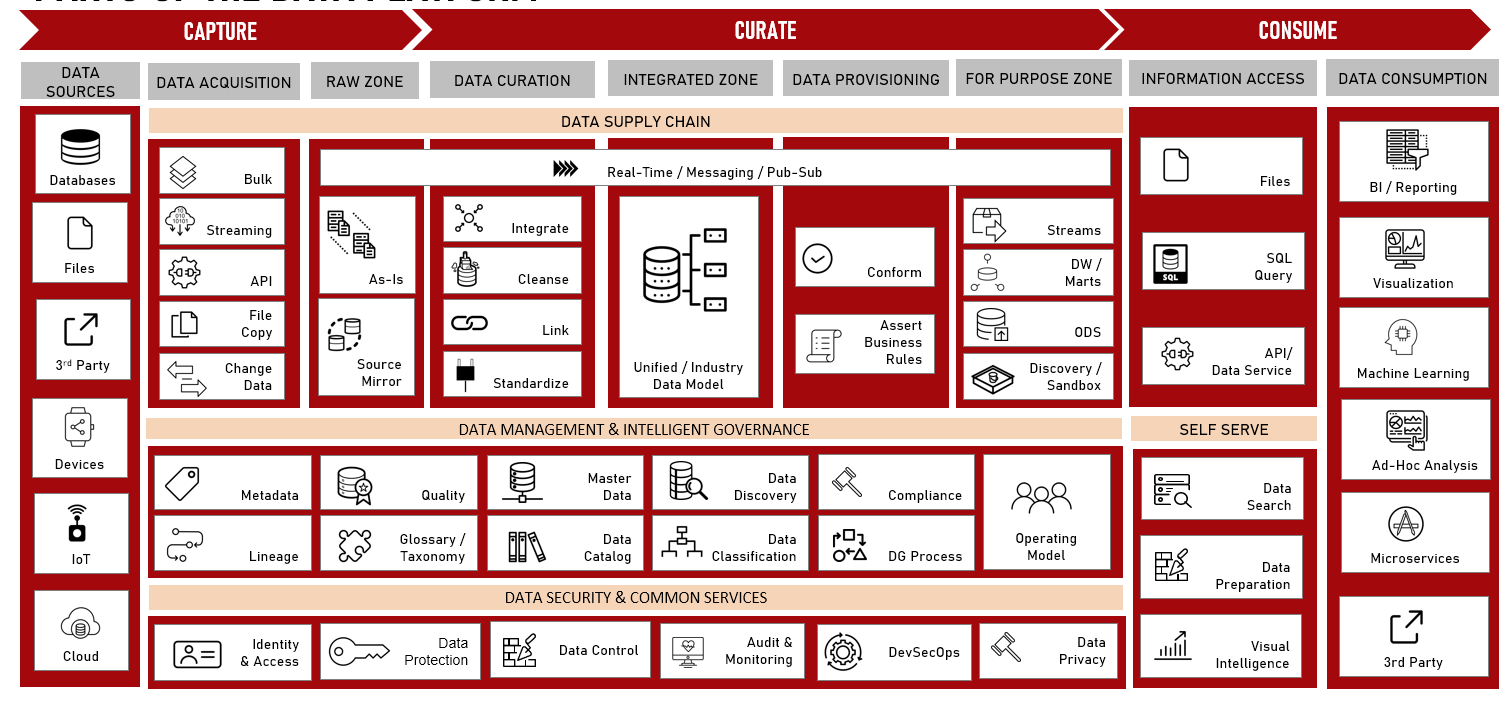 CAPTURE
CURATE
CONSUME
DATA
SOURCES
DATA ACQUISITION
RAW ZONE
DATA CURATION
INTEGRATED ZONE
DATA PROVISIONING
FOR PURPOSE ZONE
INFORMATION ACCESS
DATA CONSUMPTION
Databases
Files
3rd Party
Devices
IoT
Cloud
DATA SUPPLY CHAIN
Real-Time / Messaging / Pub-Sub
Bulk
Streaming
10
010
10101
API
File
Copy
Change
Data
As-Is
Source
Mirror
Integrate
Cleanse
Link
Standardize
Unified / Industry
Data Model
Conform
Assert
Business
Rules
Streams
DW /
Marts
ODS
Discovery /
Sandbox
DATA MANAGEMENT & INTELLIGENT GOVERNANCE
Metadata
Quality
Master
Data
Data
Discovery
Compliance
Lineage
Glossary /
Taxonomy
Data
Catalog
Data
Classification
DG Process
Operating
Model
DATA SECURITY & COMMON SERVICES
Identity
& Access
Data
Protection
Data Control
Audit &
Monitoring
DevSecOps
Data
Privacy
Files
SQL
SQL
Query
API/
Data Service
SELF SERVE
Data
Search
Data
Preparation
Visual
Intelligence
BI / Reporting
Visualization
Machine Learning
Ad-Hoc Analysis
Microservices
3rd Party